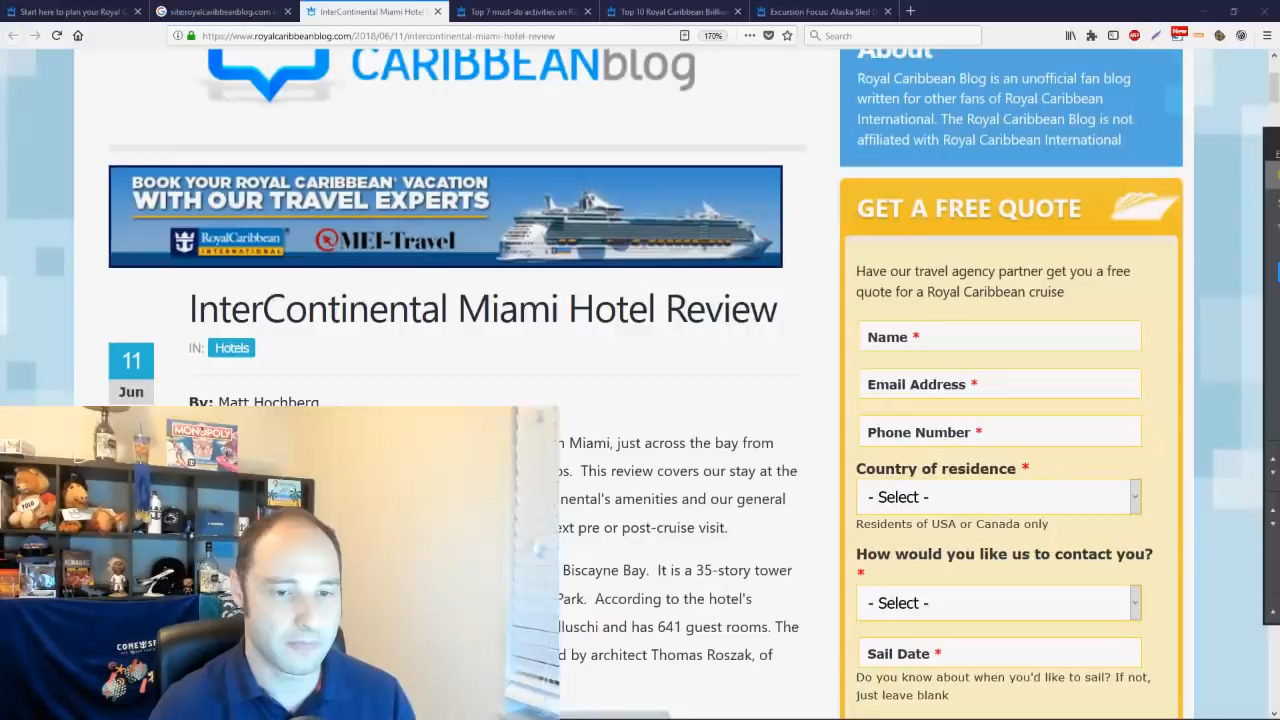 Start here to plan your Royal C
site:royalcaribbeanblog.com i
InterContinental Miami Hotel R
Top 7 must-do activities on R
Top 10 Royal Caribbean Brillian
Excursion Focus: Alaska Sled D
https://www.royalcaribbeanblog.com/2018/06/11/intercontinental-miami-hotel-review
170%
Search
New
CARIBBEANblog
About
Royal Caribbean Blog is an unofficial fan blog
written for other fans of Royal Caribbean
International. The Royal Caribbean Blog is not
affiliated with Royal Caribbean International
BOOK YOUR ROYAL CARIBBEAN® VACATION
WITH OUR TRAVEL EXPERTS
RoyalCaribbean®
INTERNATIONAL
MEI-Travel
InterContinental Miami Hotel Review
IN: Hotels
11
Jun
By: Matt Hochberg
n Miami, just across the bay from
os. This review covers our stay at the
nental's amenities and our general
ext pre or post-cruise visit.
Biscayne Bay. It is a 35-story tower
Park. According to the hotel's
lluschi and has 641 guest rooms. The
d by architect Thomas Roszak, of
GET A FREE QUOTE
Have our travel agency partner get you a free
quote for a Royal Caribbean cruise
Name *
Email Address *
Phone Number *
Country of residence *
- Select -
Residents of USA or Canada only
How would you like us to contact you?
*
- Select -
Sail Date *
Do you know about when you'd like to sail? If not,
just leave blank
MONOPOLY